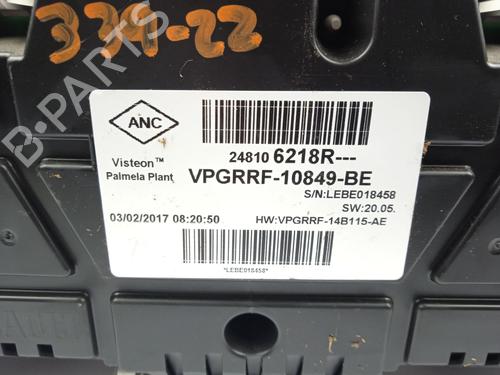 339-22
ANC
Visteon™
Palmela Plant
24810 6218R---
VPGRRF-10849-BE
S/N:LEBE018458
SW:20.05.
03/02/2017 08:20:50
HW:VPGRRF-14B115-AE
*LEBE018458*
B-PARTS